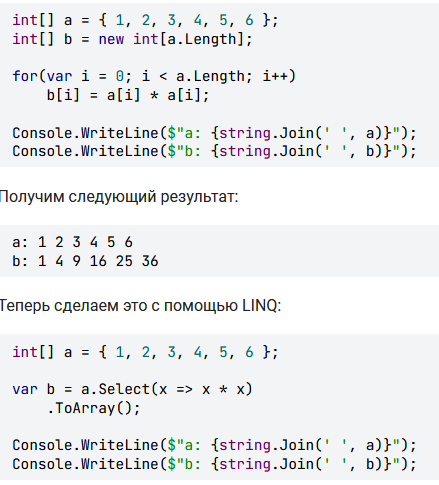 int[] a = { 1, 2, 3, 4, 5, 6 };
int[] b = new int[a.Length];

for(var i = 0; i < a.Length; i++)
    b[i] = a[i] * a[i];

Console.WriteLine($"a: {string.Join(' ', a)}");
Console.WriteLine($"b: {string.Join(' ', b)}");
Получим следующий результат:
a: 1 2 3 4 5 6
b: 1 4 9 16 25 36
Теперь сделаем это с помощью LINQ:
int[] a = { 1, 2, 3, 4, 5, 6 };

var b = a.Select(x => x * x)
    .ToArray();

Console.WriteLine($"a: {string.Join(' ', a)}");
Console.WriteLine($"b: {string.Join(' ', b)}");